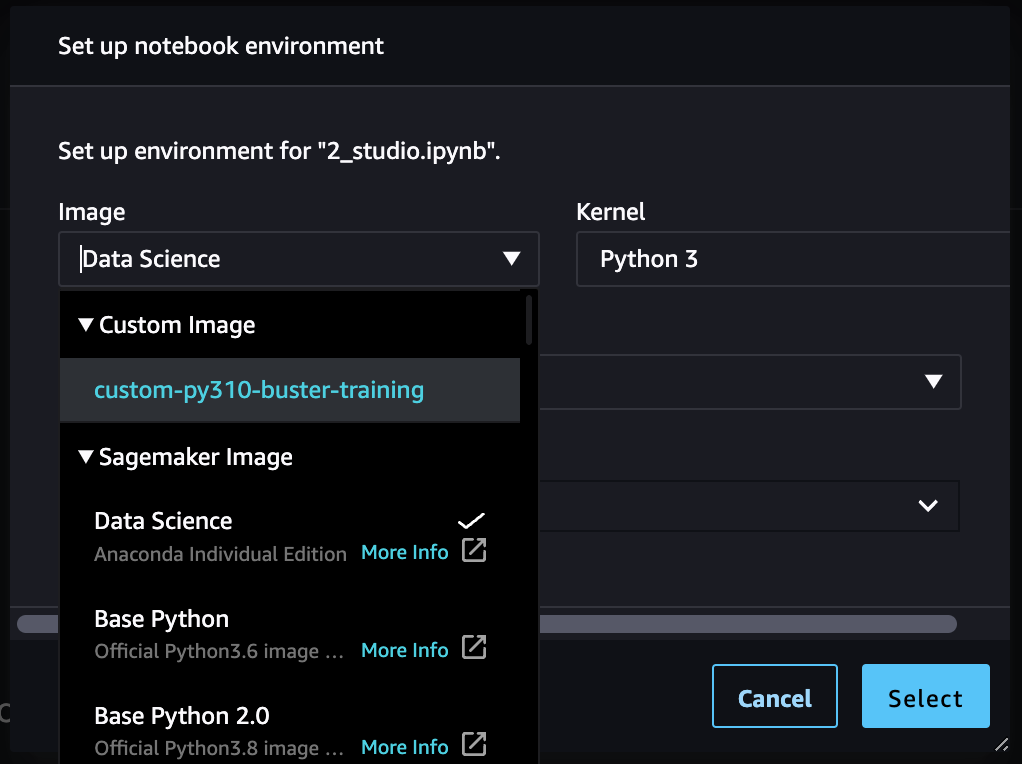 Set up notebook environment
Set up environment for "2_studio.ipynb".
Image
Kernel
Data Science
Python 3
Custom Image
custom-py310-buster-training
Sagemaker Image
Data Science
Anaconda Individual Edition More Info
Base Python
Official Python3.6 image ... More Info
Base Python 2.0
Official Python3.8 image ... More Info
Cancel
Select